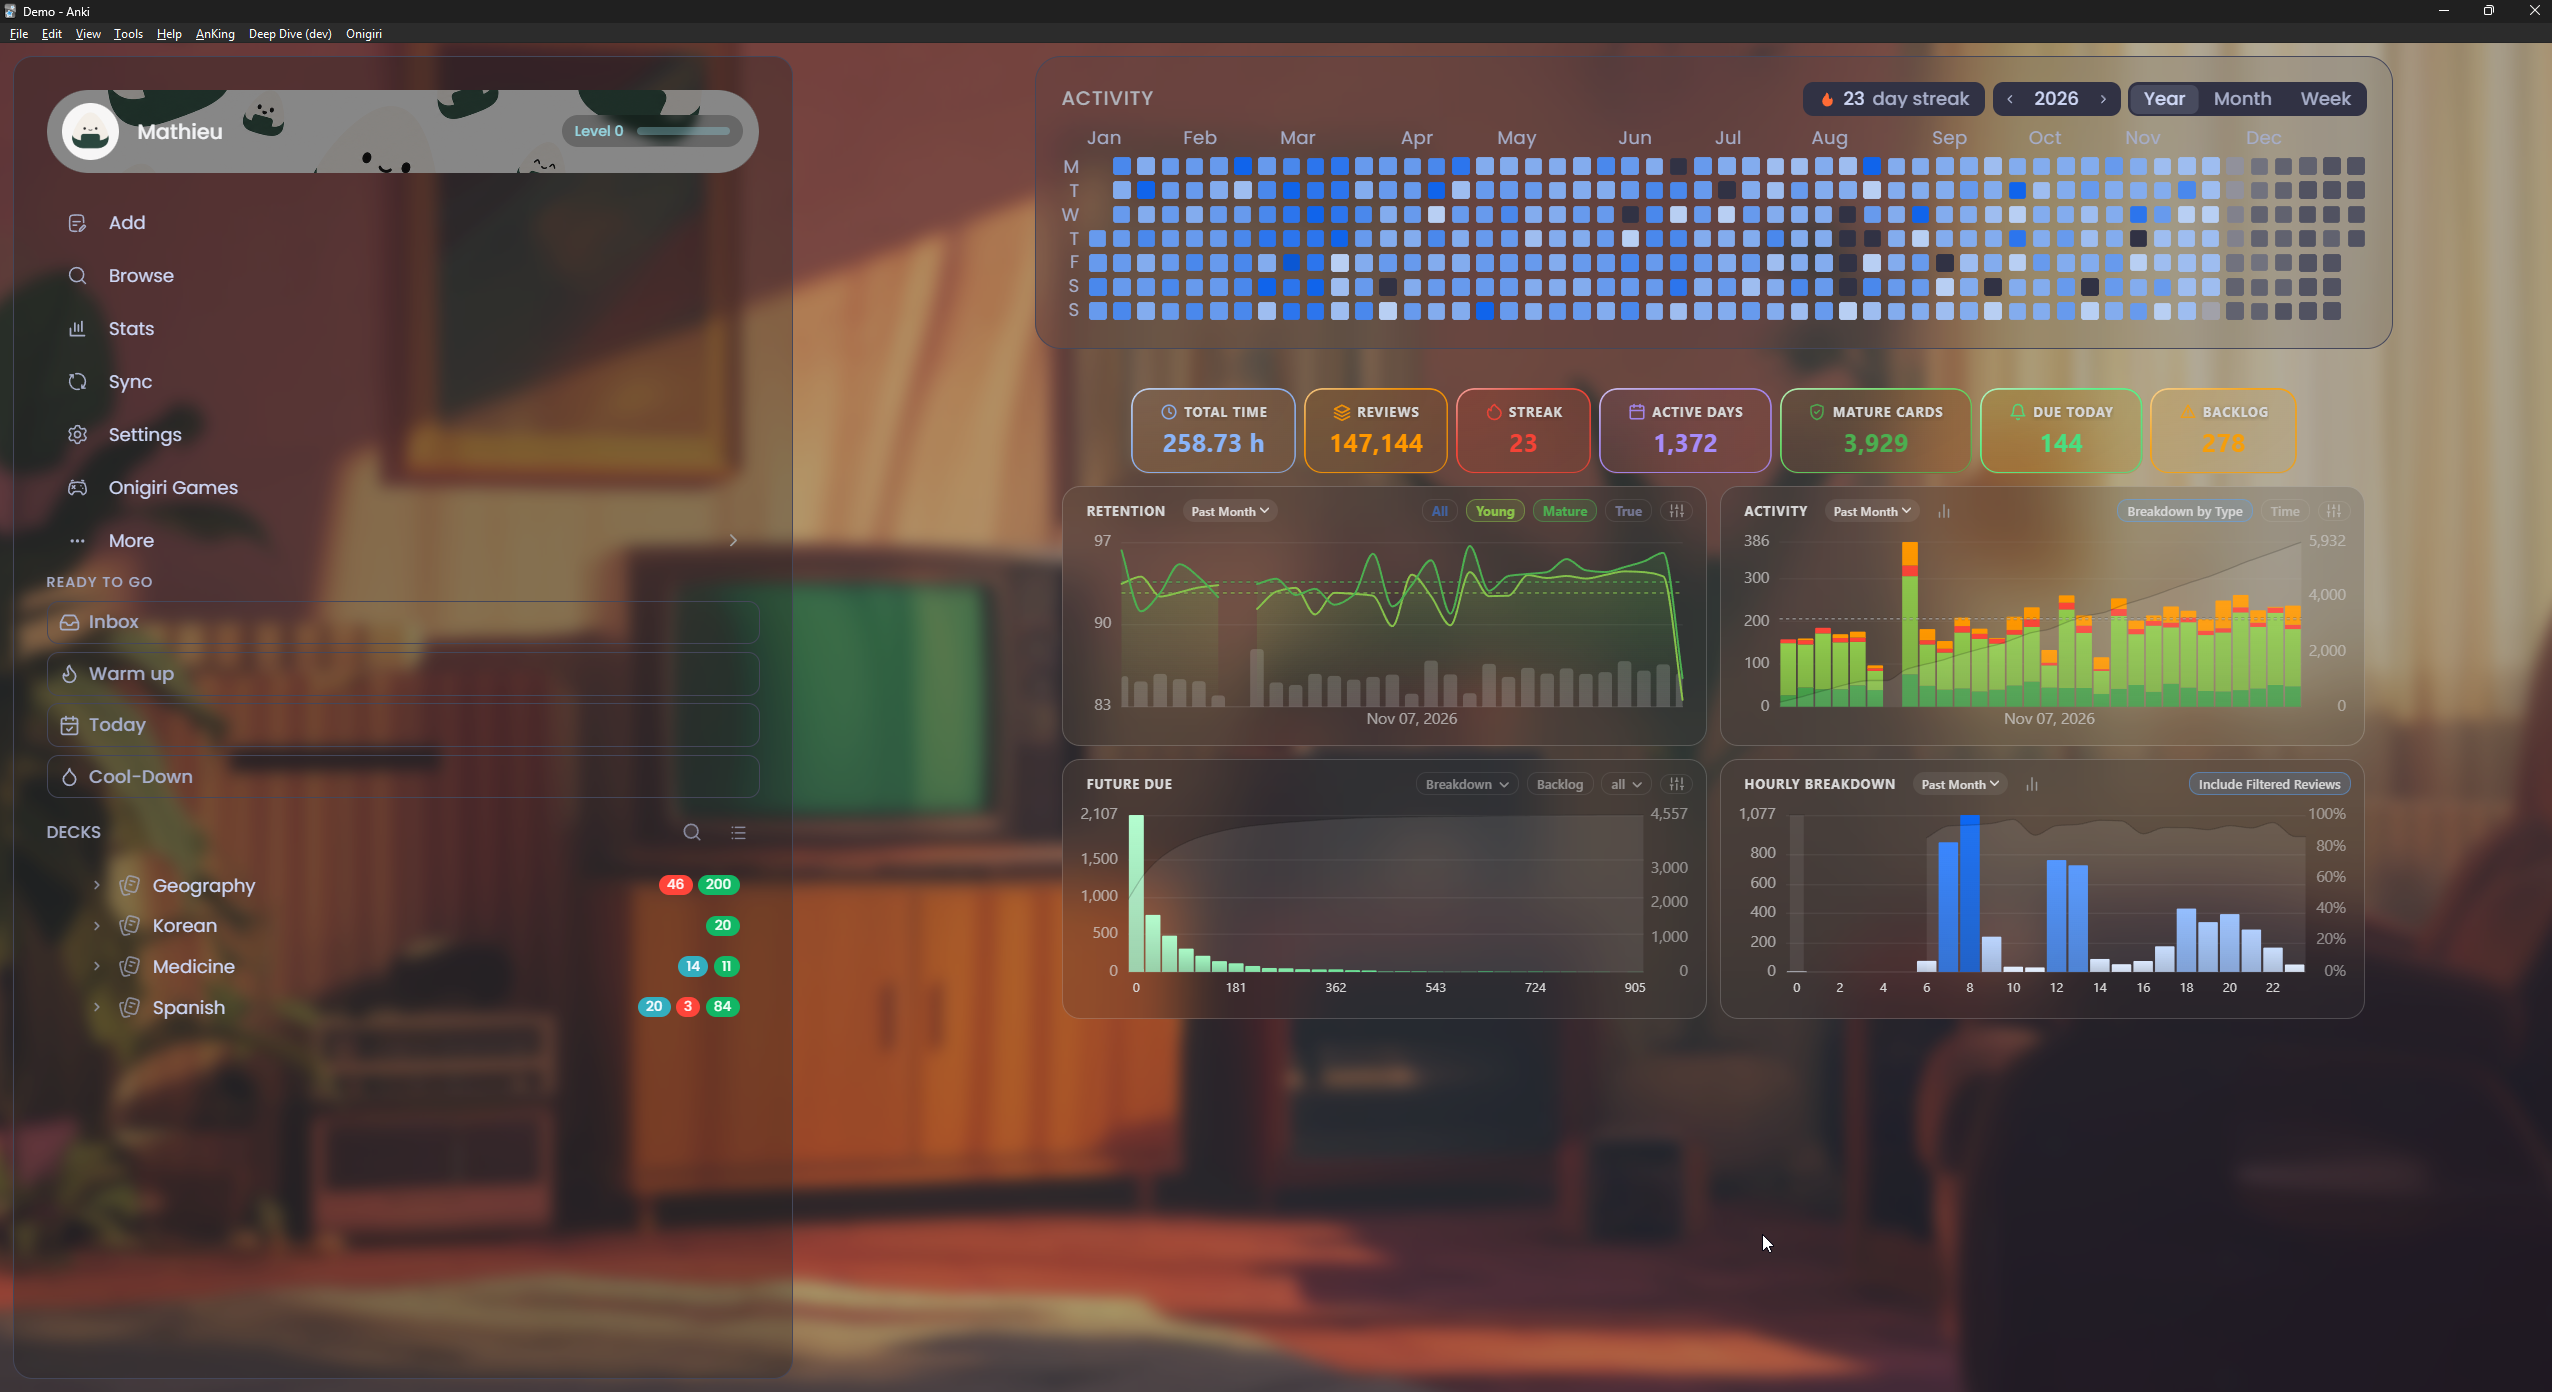 Demo - Anki
File Edit View Tools Help AnKing Deep Dive (dev) Onigiri
Mathieu
Level 0
Add
Browse
Stats
Sync
Settings
Onigiri Games
More
READY TO GO
Inbox
Warm up
Today
Cool-Down
DECKS
Geography 46 200
Korean 20
Medicine 14 11
Spanish 20 3 84
ACTIVITY 23 day streak 2026 Year Month Week
Jan Feb Mar Apr May Jun Jul Aug Sep Oct Nov Dec
M
T
W
T
F
S
S
TOTAL TIME
258.73 h
REVIEWS
147,144
STREAK
23
ACTIVE DAYS
1,372
MATURE CARDS
3,929
DUE TODAY
144
BACKLOG
278
RETENTION Past Month All Young Mature True
97
90
83
Nov 07, 2026
ACTIVITY Past Month Breakdown by Type Time
386 5,932
300
4,000
200
2,000
100
0 0
Nov 07, 2026
FUTURE DUE Breakdown Backlog all
2,107 4,557
1,500
3,000
1,000
2,000
500
1,000
0 0
0 181 362 543 724 905
HOURLY BREAKDOWN Past Month Include Filtered Reviews
1,077 100%
800 80%
600 60%
400 40%
200 20%
0 0%
0 2 4 6 8 10 12 14 16 18 20 22